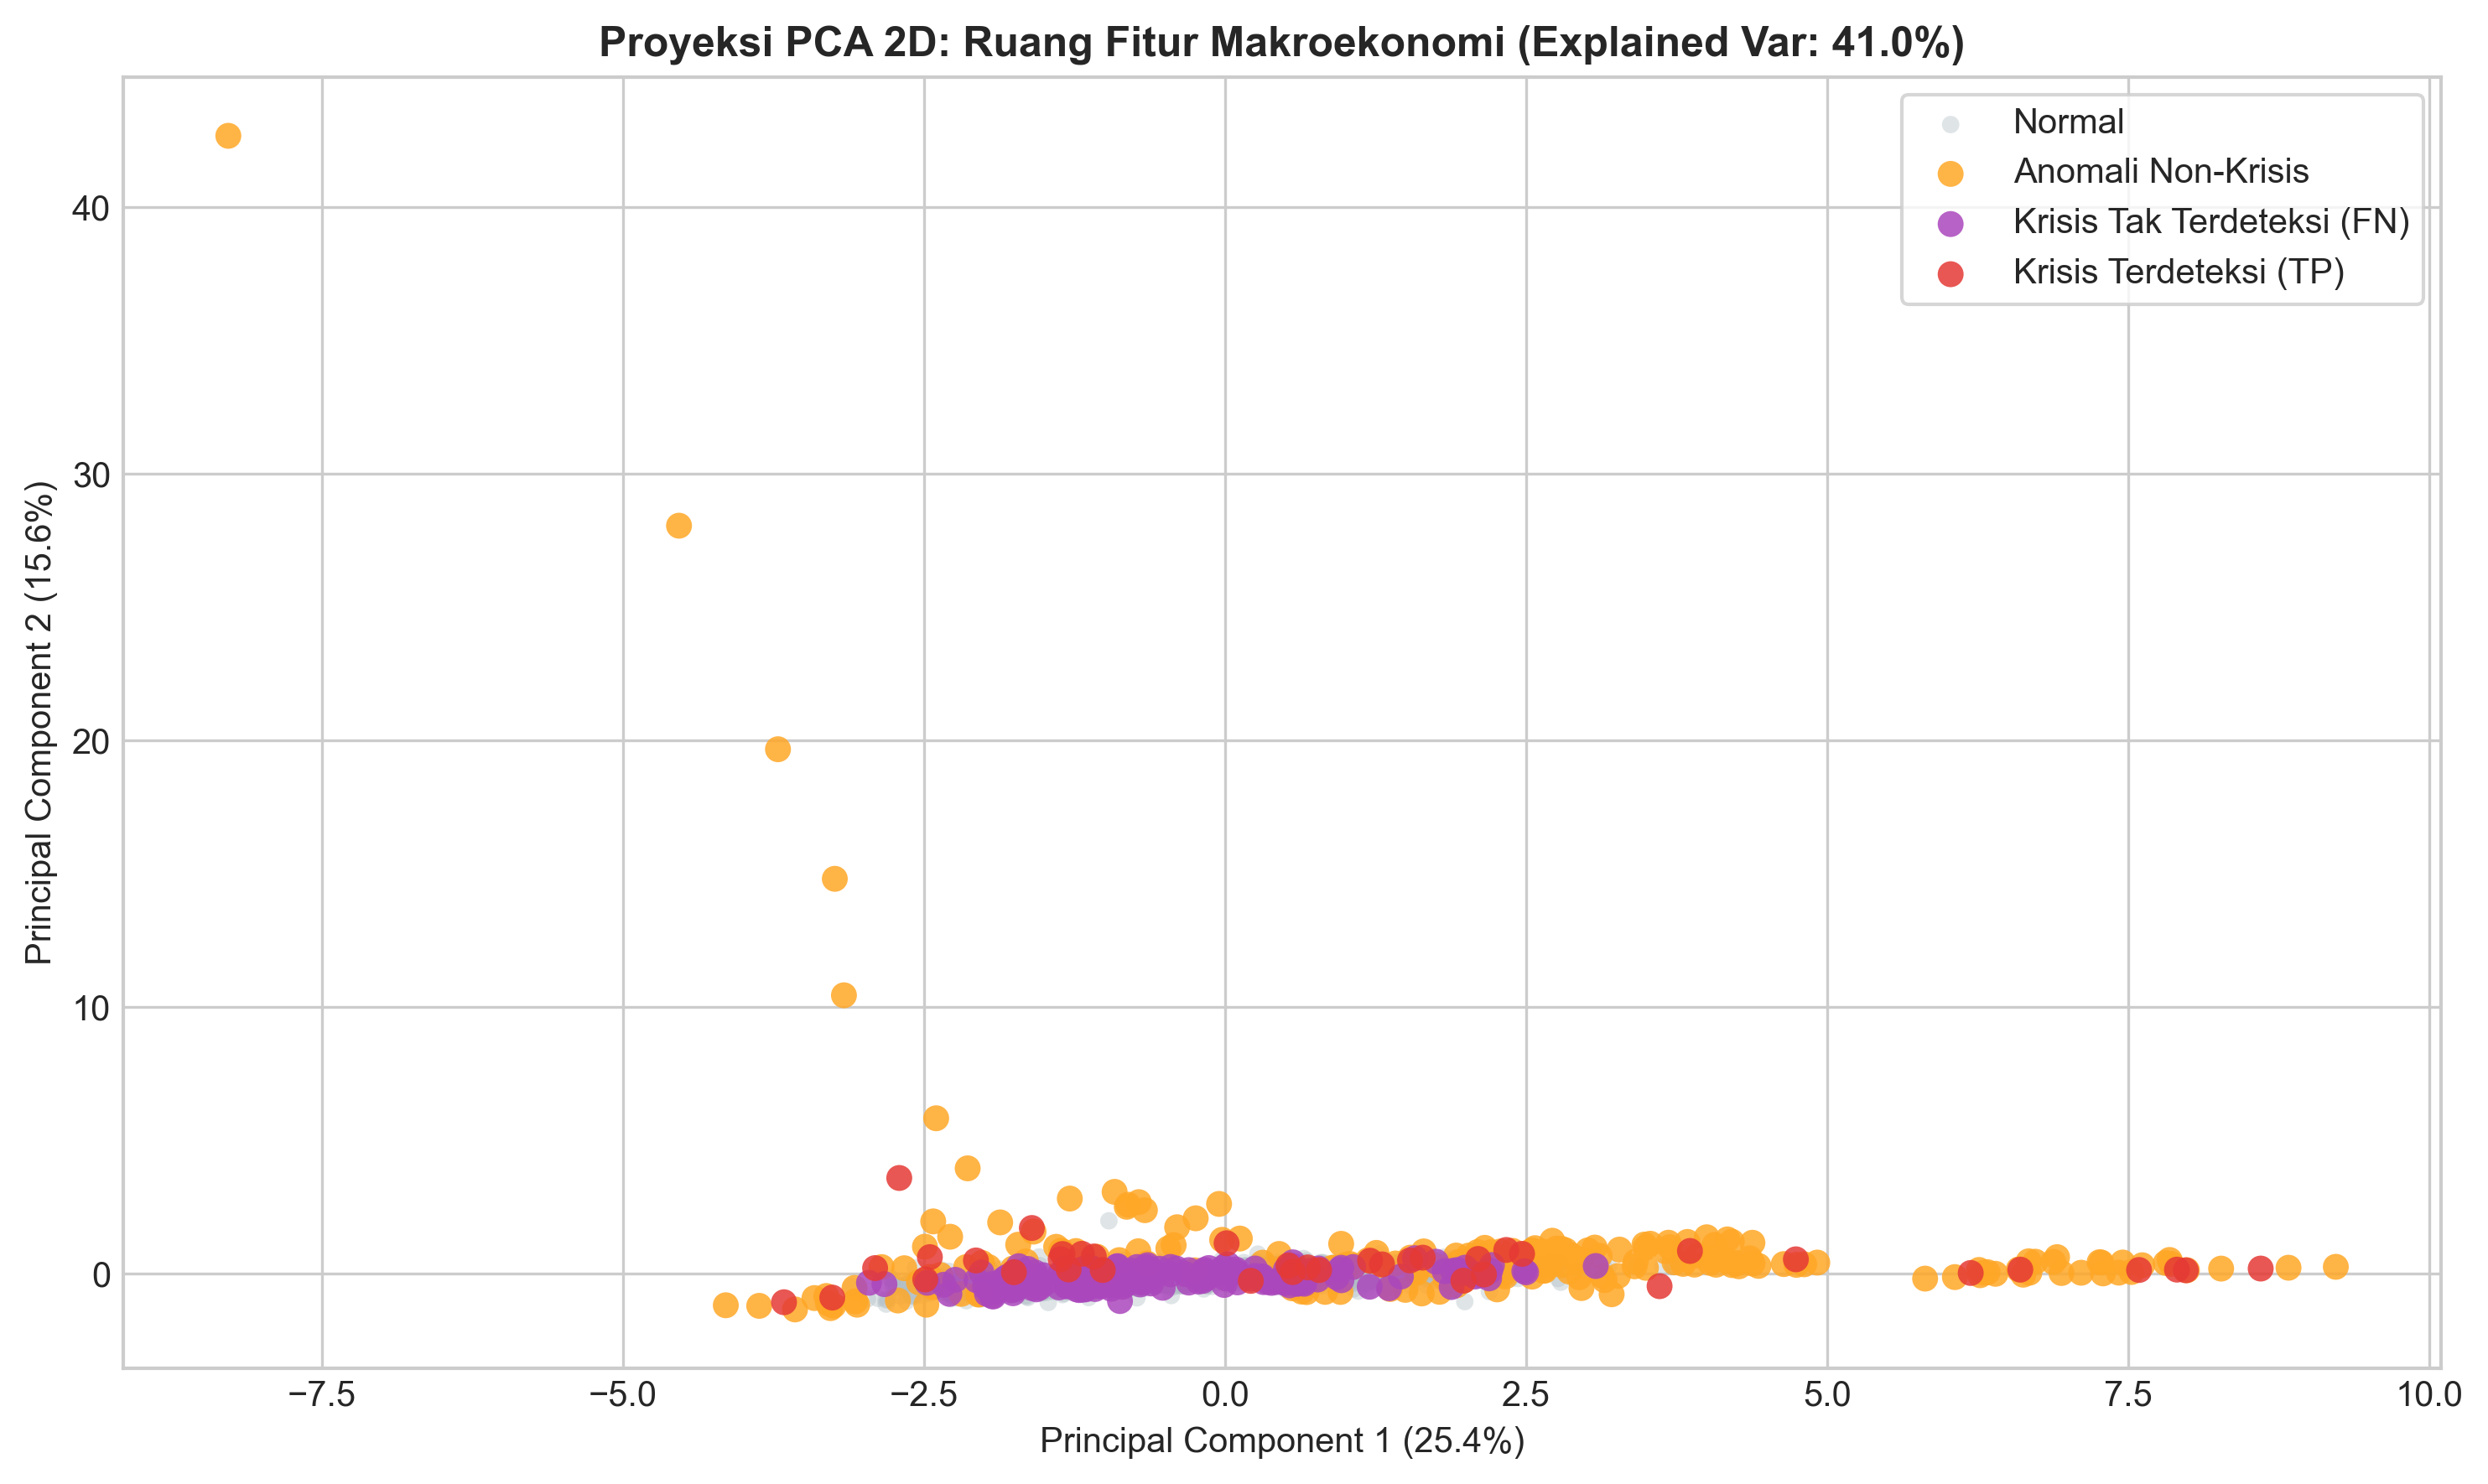 Proyeksi PCA 2D: Ruang Fitur Makroekonomi (Explained Var: 41.0%)
Normal
Anomali Non-Krisis
Krisis Tak Terdeteksi (FN)
Krisis Terdeteksi (TP)
Principal Component 2 (15.6%)
40
30
20
10
0
−7.5
−5.0
−2.5
0.0
2.5
5.0
7.5
10.0
Principal Component 1 (25.4%)